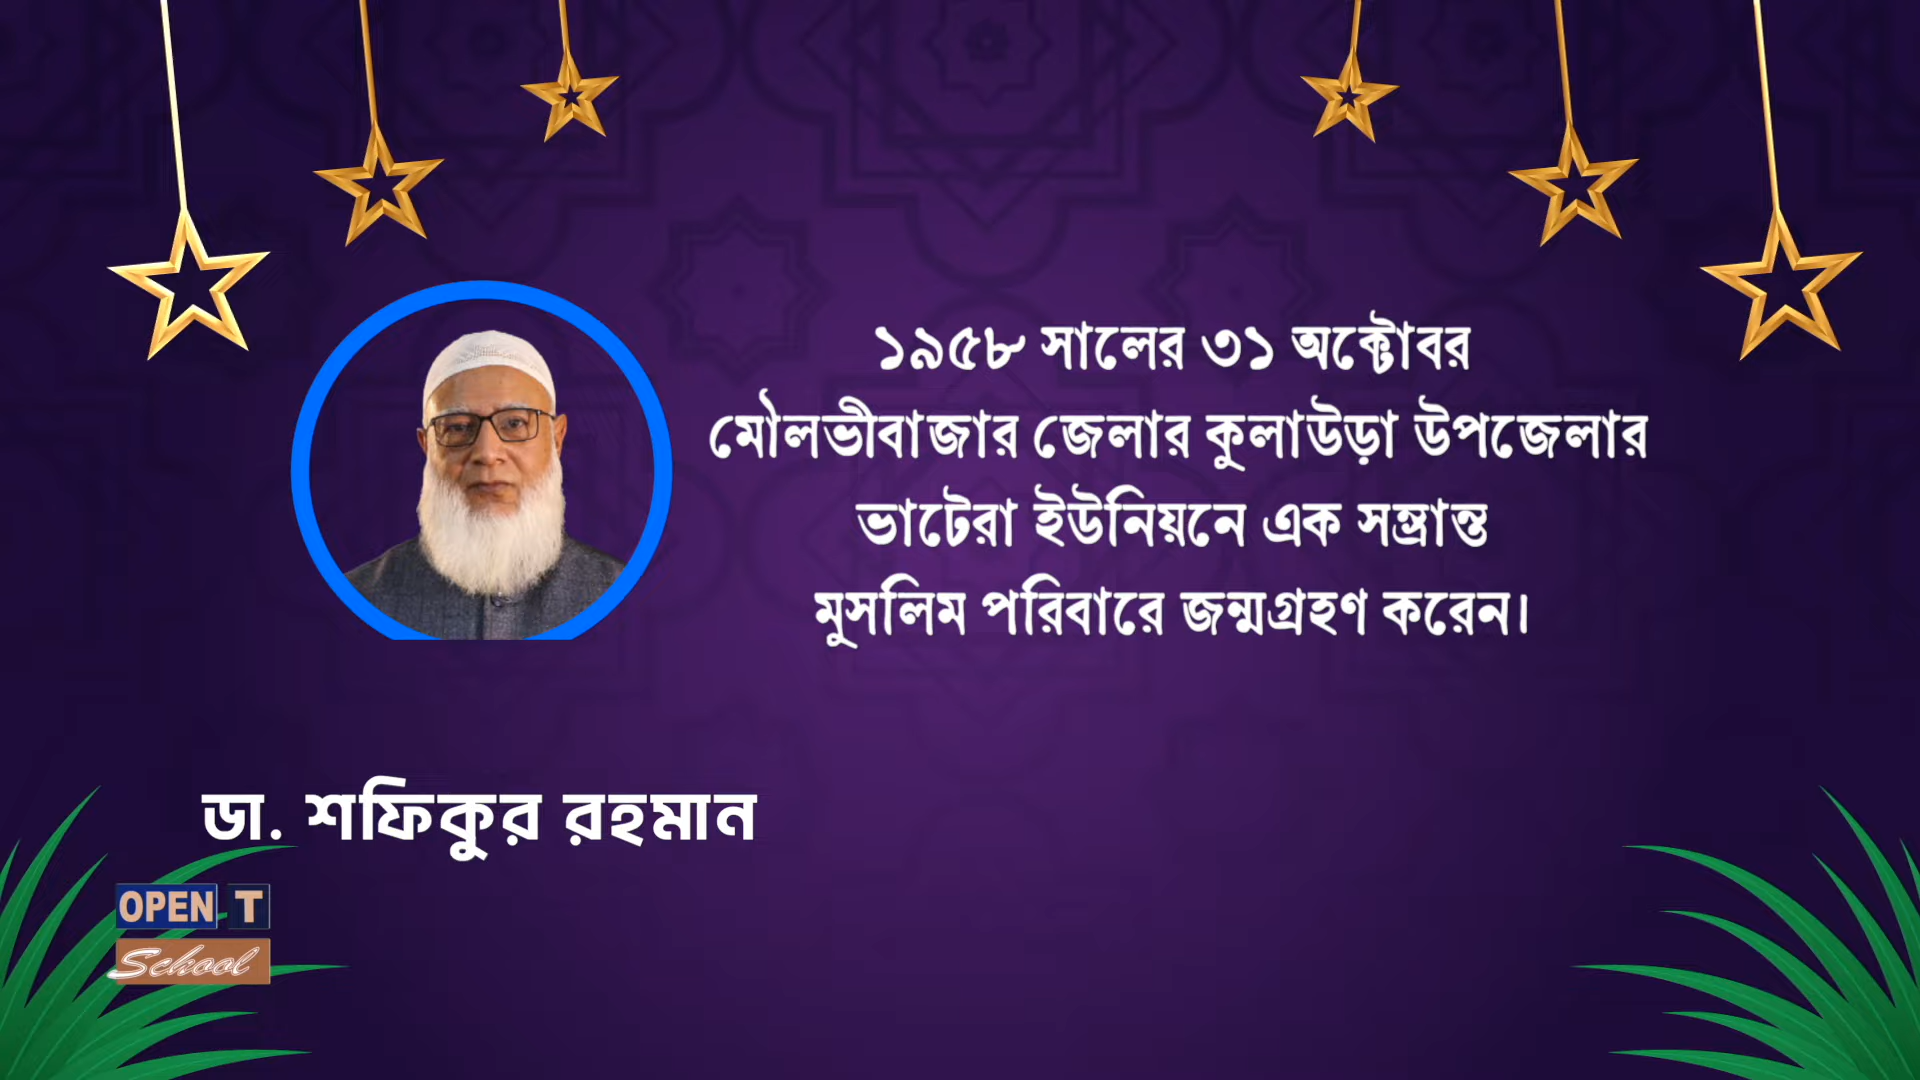 ১৯৫৮ সালের ৩১ অক্টোবর
মৌলভীবাজার জেলার কুলাউড়া উপজেলার
ভাটেরা ইউনিয়নে এক সম্ভ্রান্ত
মুসলিম পরিবারে জন্মগ্রহণ করেন।
ডা. শফিকুর রহমান
OPEN T
School